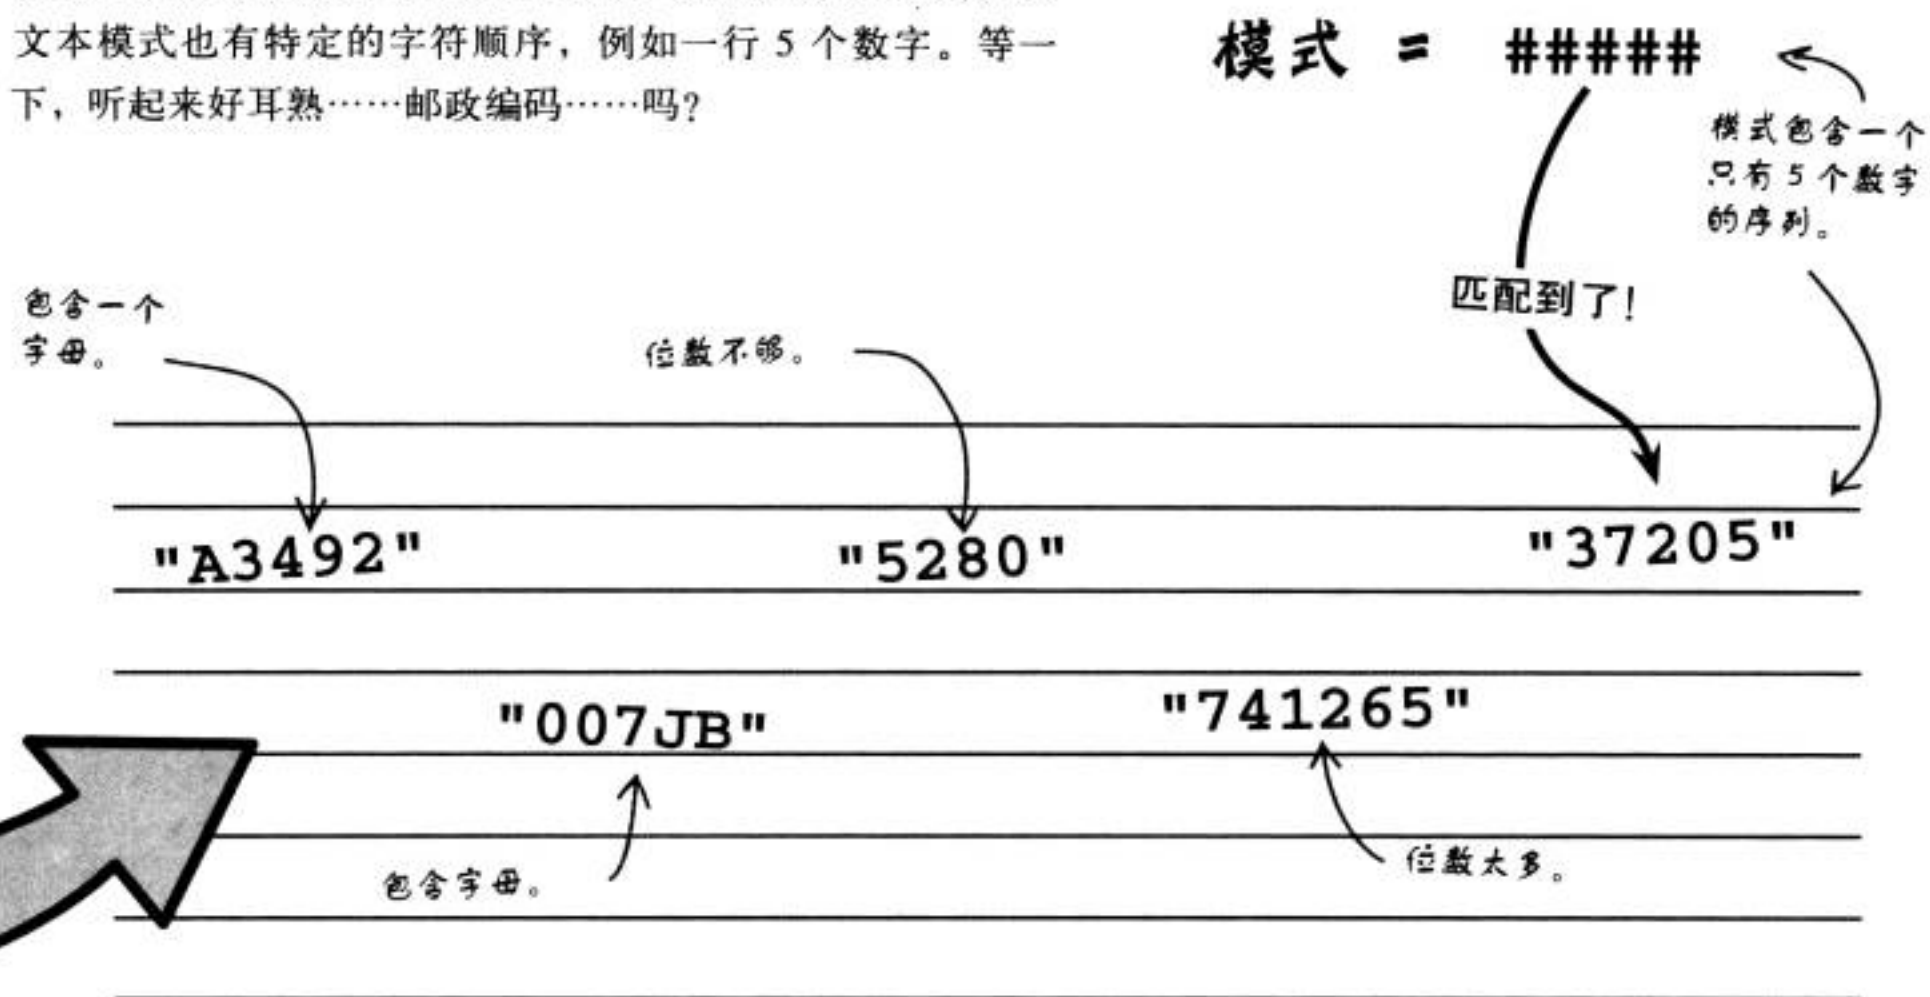 文本模式也有特定的字符顺序，例如一行 5 个数字。等一
下，听起来好耳熟……邮政编码……吗？
模式 = #####
模式包含一个
只有 5 个数字
的序列。
匹配到了！
包含一个
字母。
位数不够。
"A3492"
"5280"
"37205"
"007JB"
"741265"
包含字母。
位数太多。